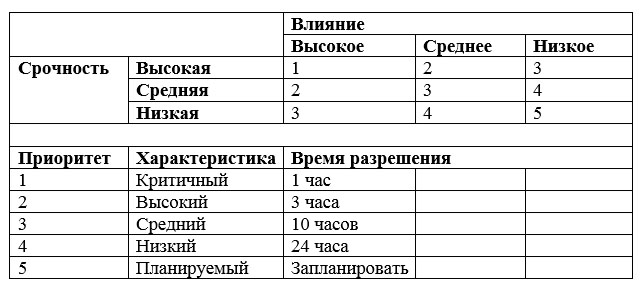 Влияние
Высокое Среднее Низкое
Срочность Высокая 1 2 3
Средняя 2 3 4
Низкая 3 4 5
Приоритет Характеристика Время разрешения
1 Критичный 1 час
2 Высокий 3 часа
3 Средний 10 часов
4 Низкий 24 часа
5 Планируемый Запланировать